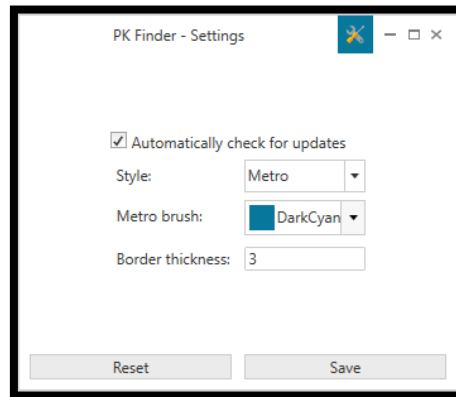 PK Finder - Settings
Automatically check for updates
Style: Metro
Metro brush: DarkCyan
Border thickness: 3
Reset Save